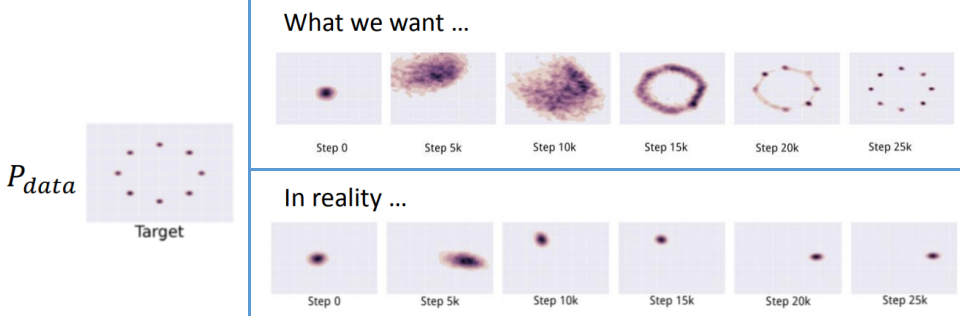 What we want ...
Step 0 Step 5k Step 10k Step 15k Step 20k Step 25k
P_data
Target
In reality ...
Step 0 Step 5k Step 10k Step 15k Step 20k Step 25k